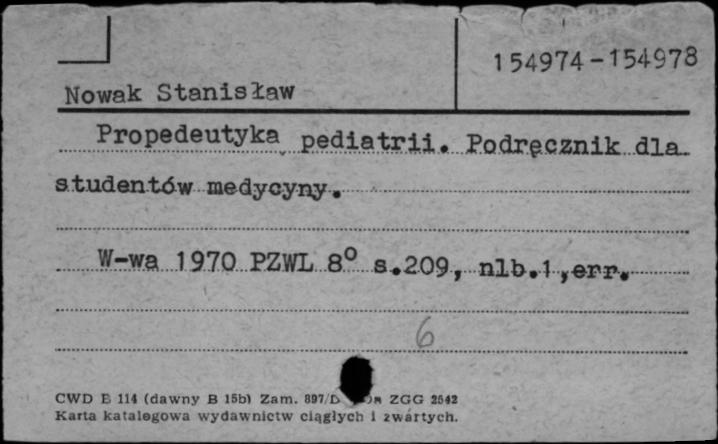 154974-154978
Nowak Stanisław
Propedeutyka pediatrii. Podręcznik dla
studentów medycyny.
W-wa 1970 PZWL 8° s.209, nlb.1,err.
6
CWD B 114 (dawny B 15b) Zam. 897/D ZGG 2542
Karta katalogowa wydawnictw ciągłych i zwartych.